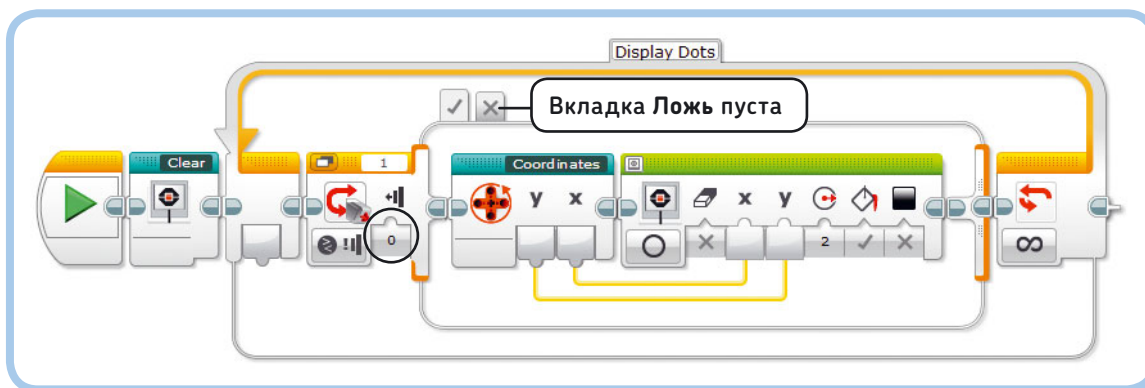 Display Dots
Вкладка Ложь пуста
Clear
1
Coordinates
y x
x y
0
2